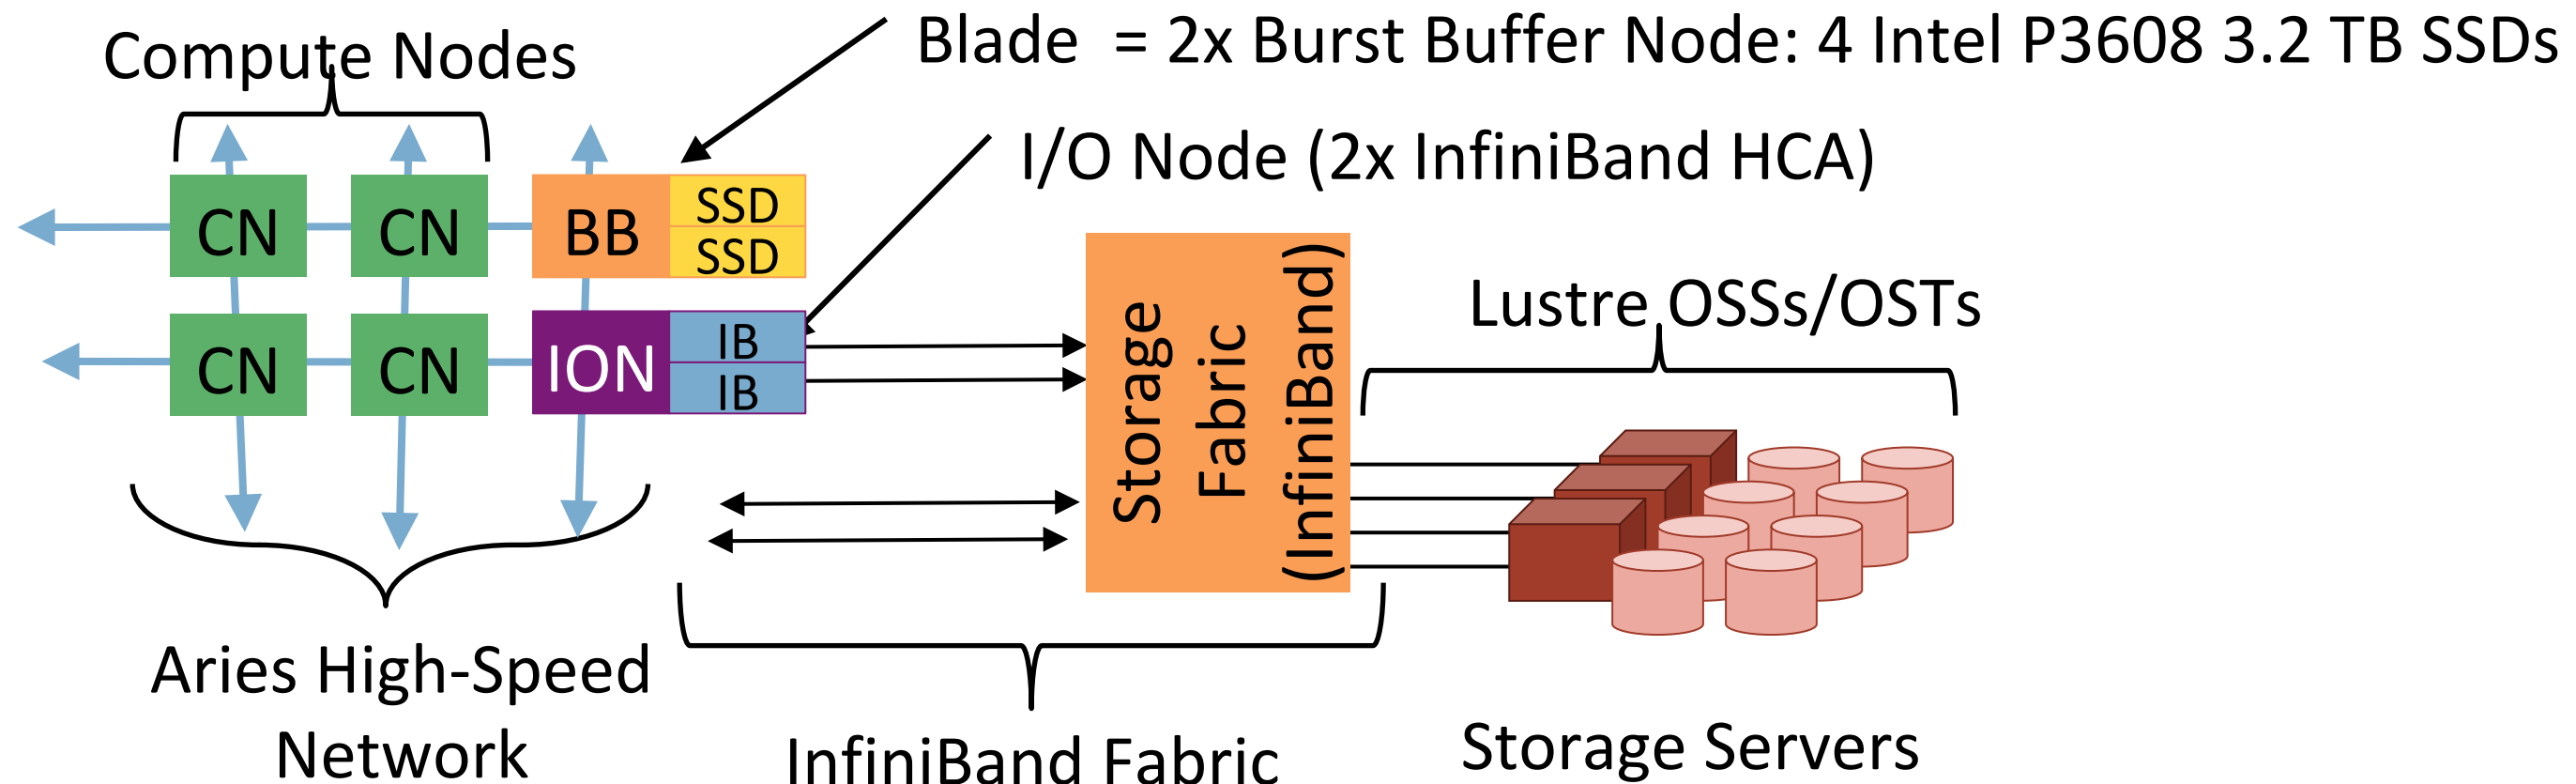 Blade  = 2x Burst Buffer Node: 4 Intel P3608 3.2 TB SSDs
Compute Nodes
I/O Node (2x InfiniBand HCA)
CN
CN
BB
SSD
SSD
CN
CN
ION
IB
IB
Storage
Fabric
(InfiniBand)
Lustre OSSs/OSTs
Aries High-Speed
Network
InfiniBand Fabric
Storage Servers